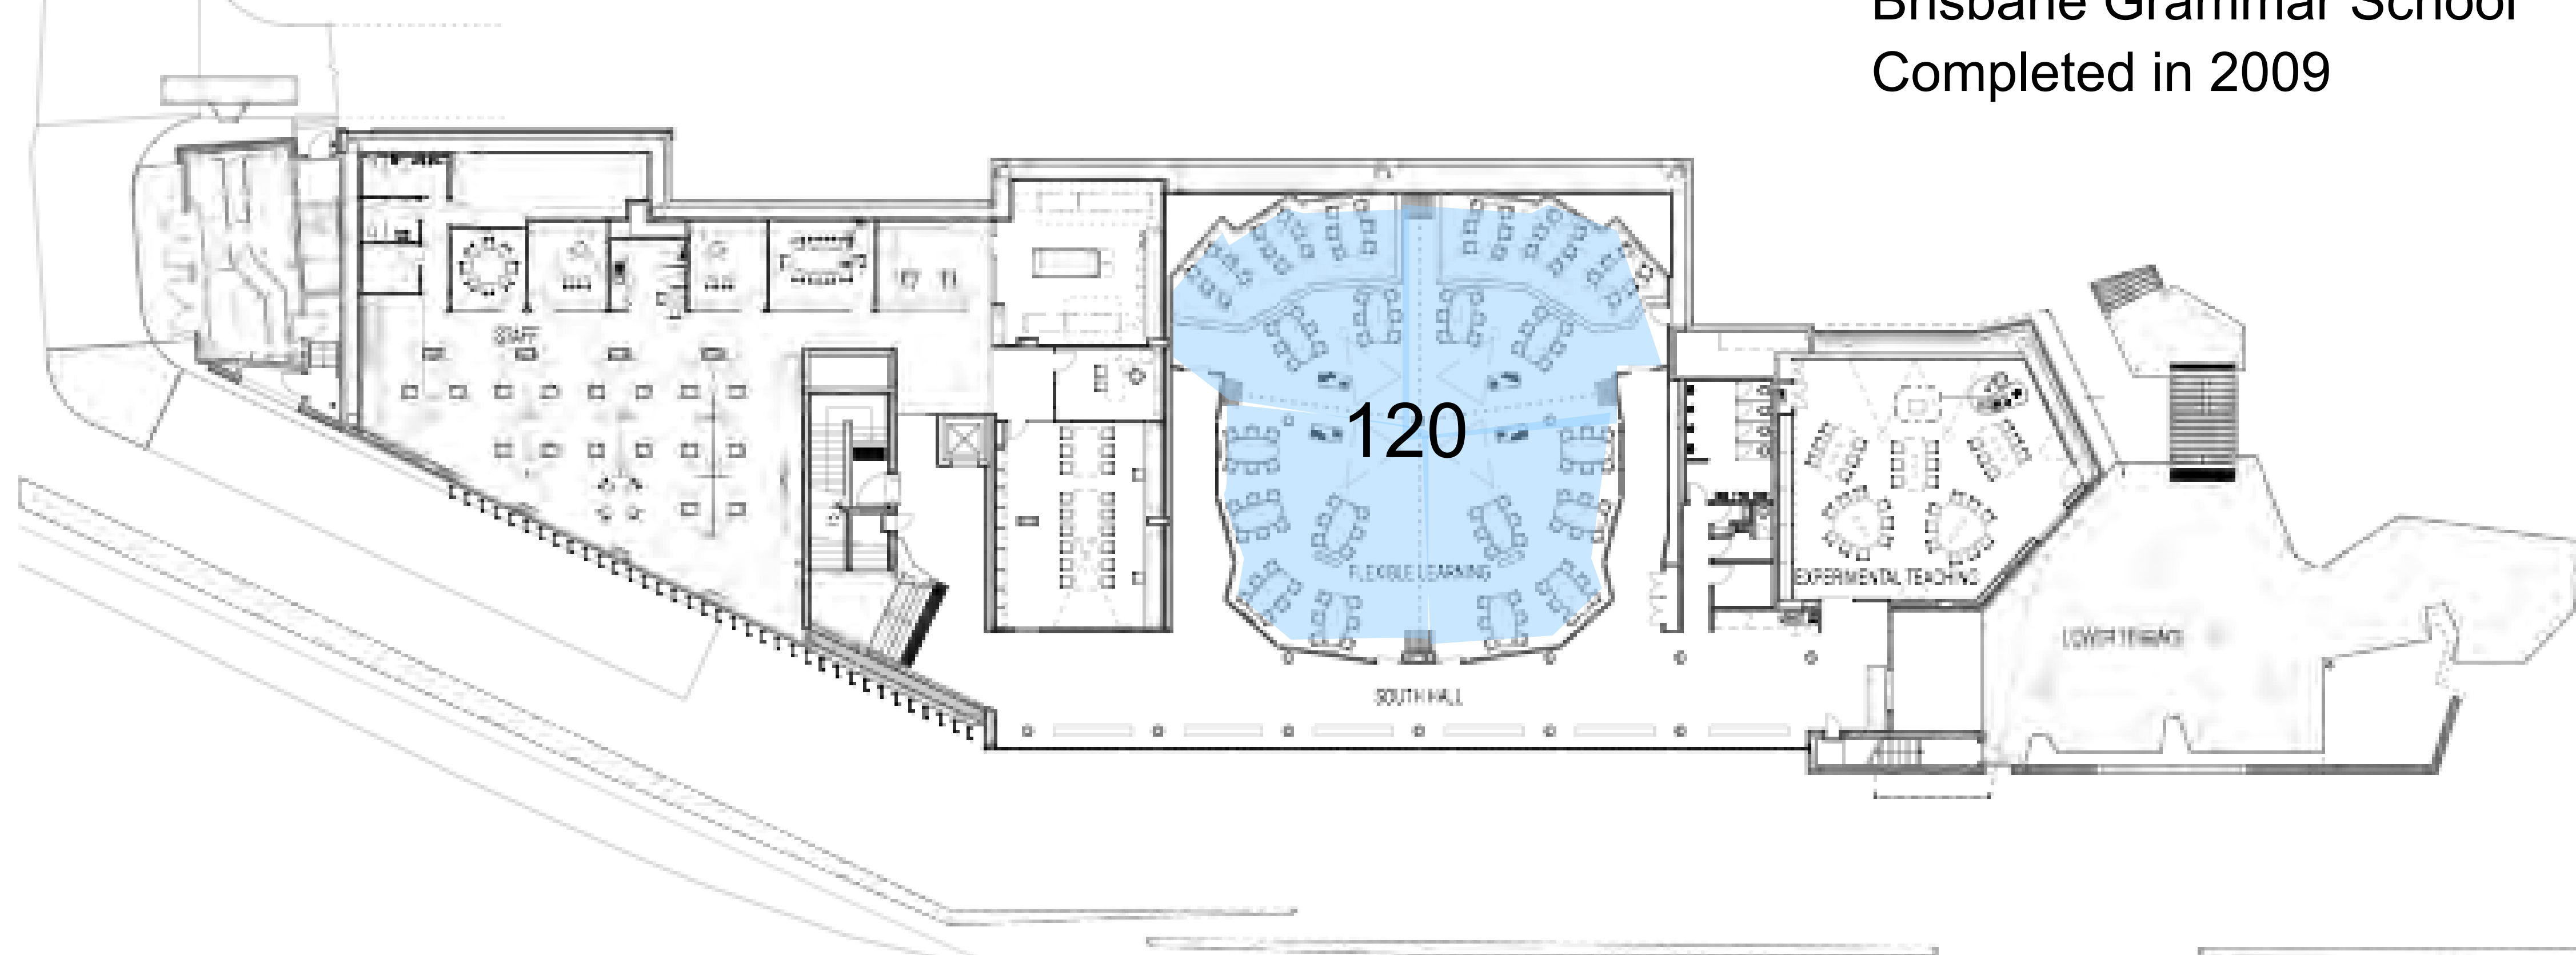 Brisbane Grammar School
Completed in 2009
STAFF
120
FLEXIBLE LEARNING
EXPERIMENTAL TEACHING
LOWER TERRACE
SOUTH HALL